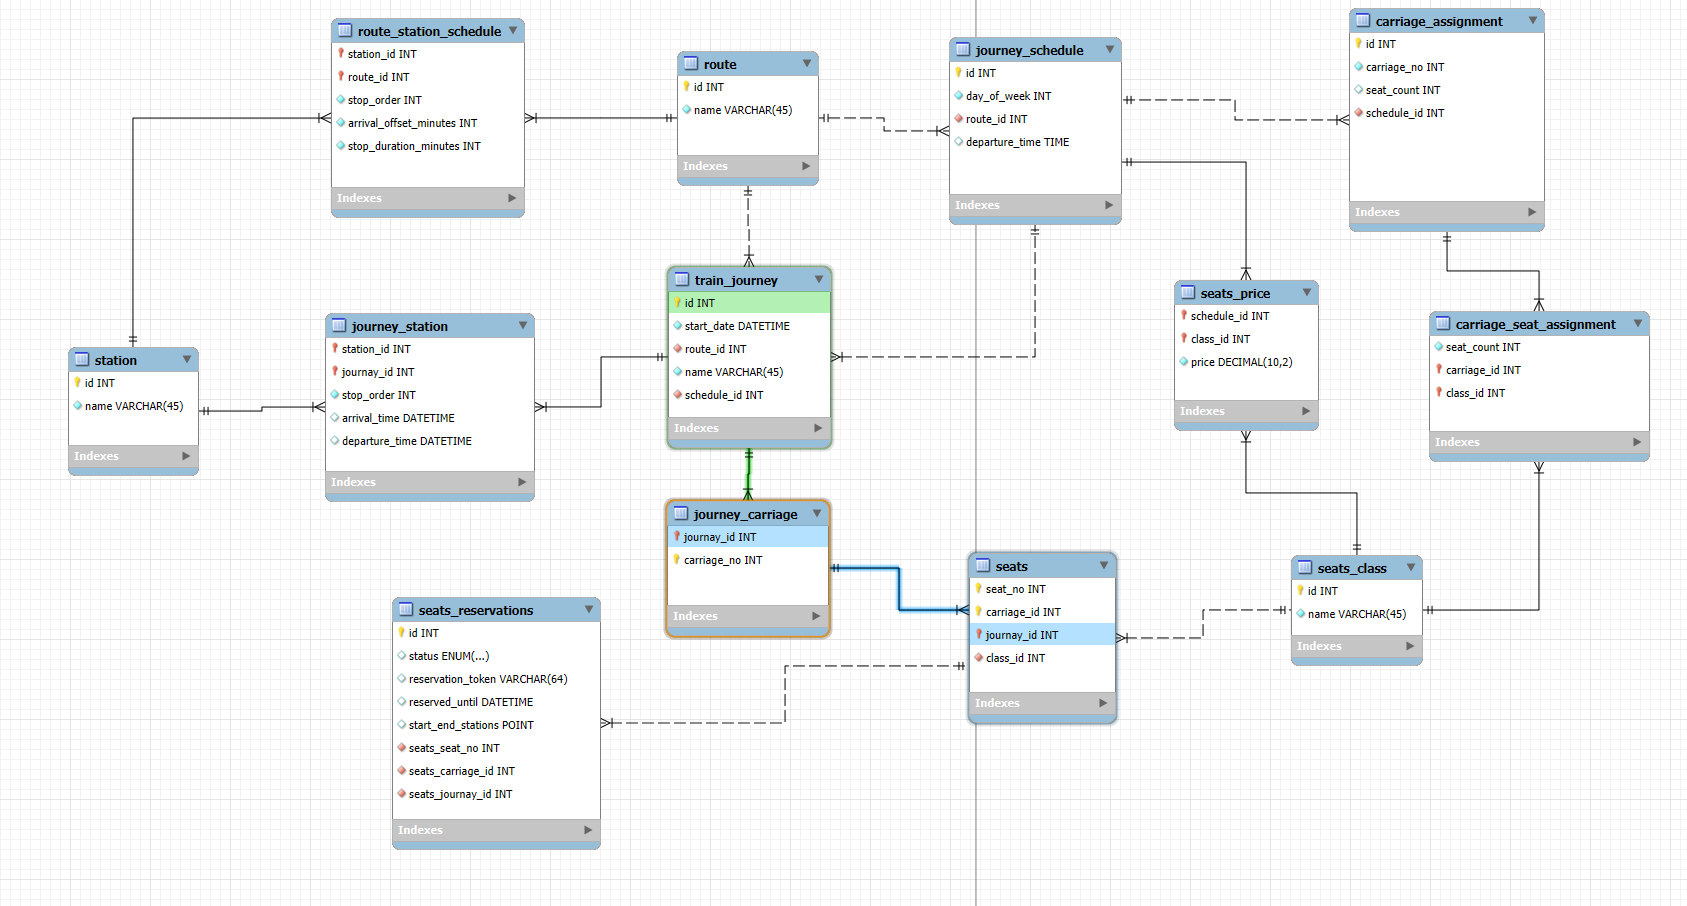 route_station_schedule
station_id INT
route_id INT
stop_order INT
arrival_offset_minutes INT
stop_duration_minutes INT
Indexes
route
id INT
name VARCHAR(45)
Indexes
journey_schedule
id INT
day_of_week INT
route_id INT
departure_time TIME
Indexes
carriage_assignment
id INT
carriage_no INT
seat_count INT
schedule_id INT
Indexes
station
id INT
name VARCHAR(45)
Indexes
journey_station
station_id INT
journay_id INT
stop_order INT
arrival_time DATETIME
departure_time DATETIME
Indexes
train_journey
id INT
start_date DATETIME
route_id INT
name VARCHAR(45)
schedule_id INT
Indexes
seats_price
schedule_id INT
class_id INT
price DECIMAL(10,2)
Indexes
carriage_seat_assignment
seat_count INT
carriage_id INT
class_id INT
Indexes
journey_carriage
journay_id INT
carriage_no INT
Indexes
seats
seat_no INT
carriage_id INT
journay_id INT
class_id INT
Indexes
seats_class
id INT
name VARCHAR(45)
Indexes
seats_reservations
id INT
status ENUM(...)
reservation_token VARCHAR(64)
reserved_until DATETIME
start_end_stations POINT
seats_seat_no INT
seats_carriage_id INT
seats_journay_id INT
Indexes